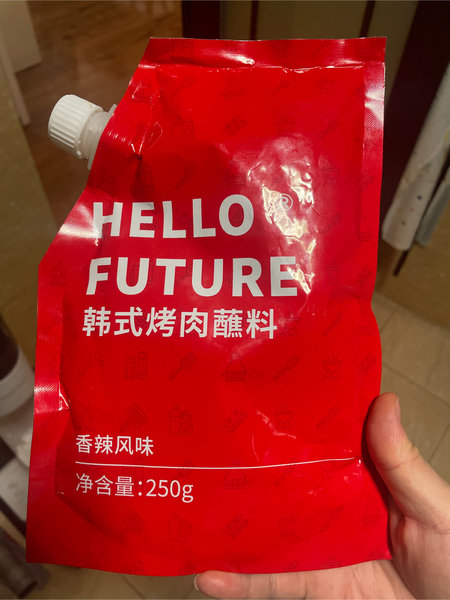 HELLO ®
FUTURE
韩式烤肉蘸料
香辣风味
净含量:250g